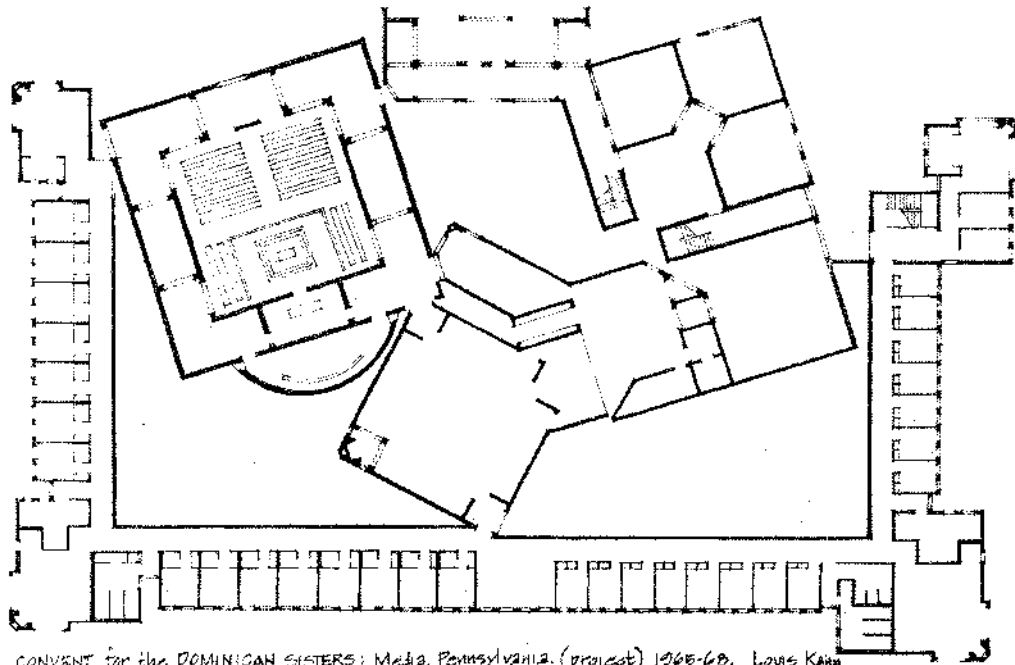 CONVENT for the DOMINICAN SISTERS: Media, Pennsylvania. (project) 1965-68. Louis Kahn